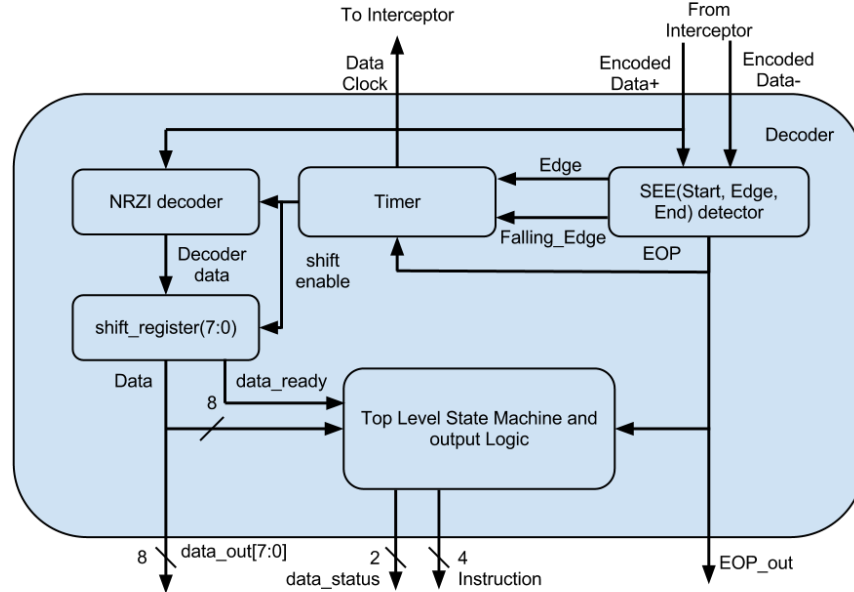 To Interceptor
From
Interceptor
Data
Clock
Encoded
Data+
Encoded
Data-
Decoder
NRZI decoder
Timer
Edge
SEE(Start, Edge,
End) detector
Falling_Edge
EOP
Decoder
data
shift
enable
shift_register(7:0)
Data
data_ready
8
Top Level State Machine and
output Logic
8
data_out[7:0]
2
data_status
4
Instruction
EOP_out